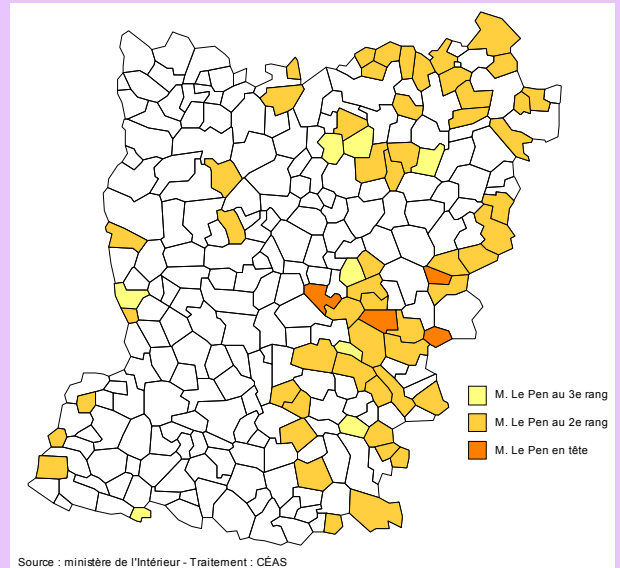 M. Le Pen au 3e rang
M. Le Pen au 2e rang
M. Le Pen en tête
Source : ministère de l'Intérieur - Traitement : CÉAS